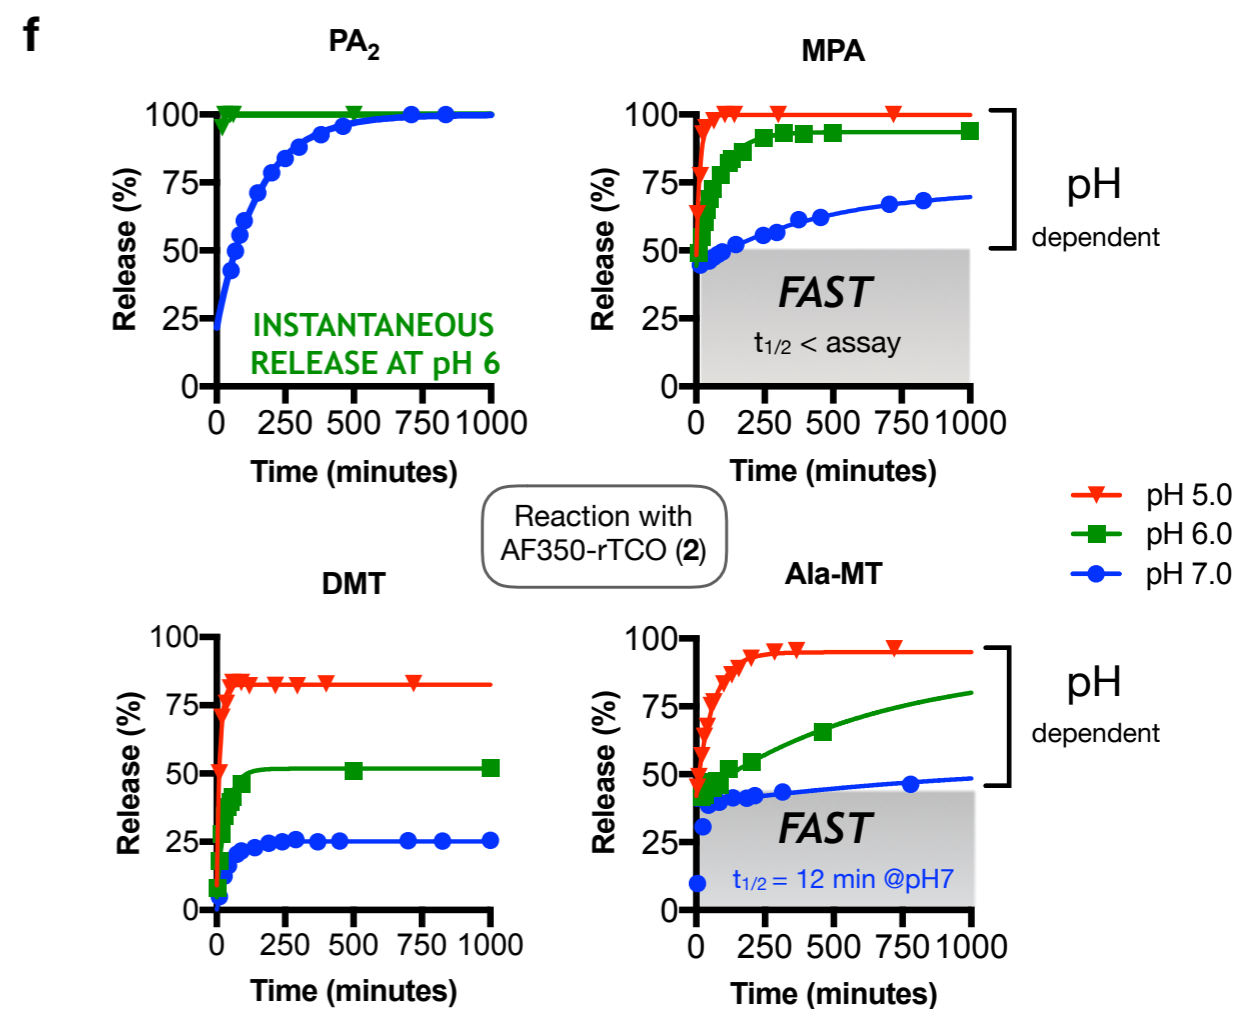 f
PA2
Release (%)
100
75
50
25
0
INSTANTANEOUS
RELEASE AT pH 6
0 250 500 750 1000
Time (minutes)
MPA
Release (%)
100
75
50
25
0
FAST
t1/2 < assay
0 250 500 750 1000
Time (minutes)
pH
dependent
Reaction with
AF350-rTCO (2)
pH 5.0
pH 6.0
pH 7.0
DMT
Release (%)
100
75
50
25
0
0 250 500 750 1000
Time (minutes)
Ala-MT
Release (%)
100
75
50
25
0
FAST
t1/2 = 12 min @pH7
0 250 500 750 1000
Time (minutes)
pH
dependent